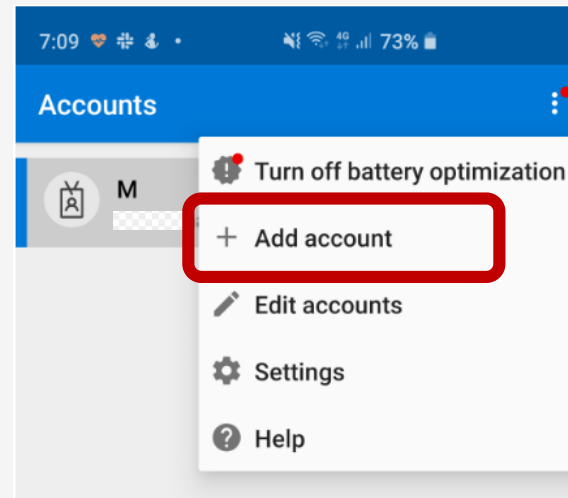 7:09 73%
Accounts
Turn off battery optimization
M
Add account
Edit accounts
Settings
Help